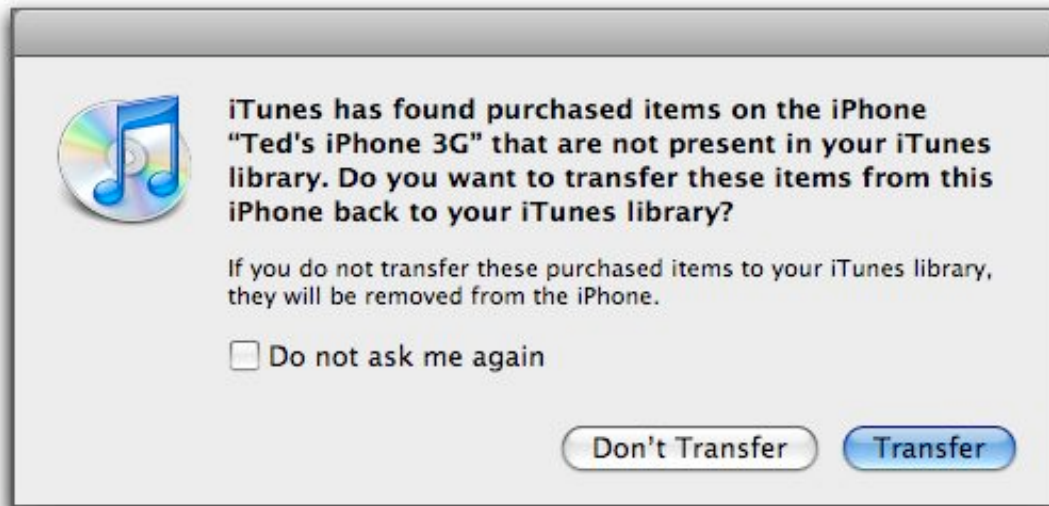 iTunes has found purchased items on the iPhone
“Ted's iPhone 3G” that are not present in your iTunes
library. Do you want to transfer these items from this
iPhone back to your iTunes library?
If you do not transfer these purchased items to your iTunes library,
they will be removed from the iPhone.
Do not ask me again
Don't Transfer
Transfer